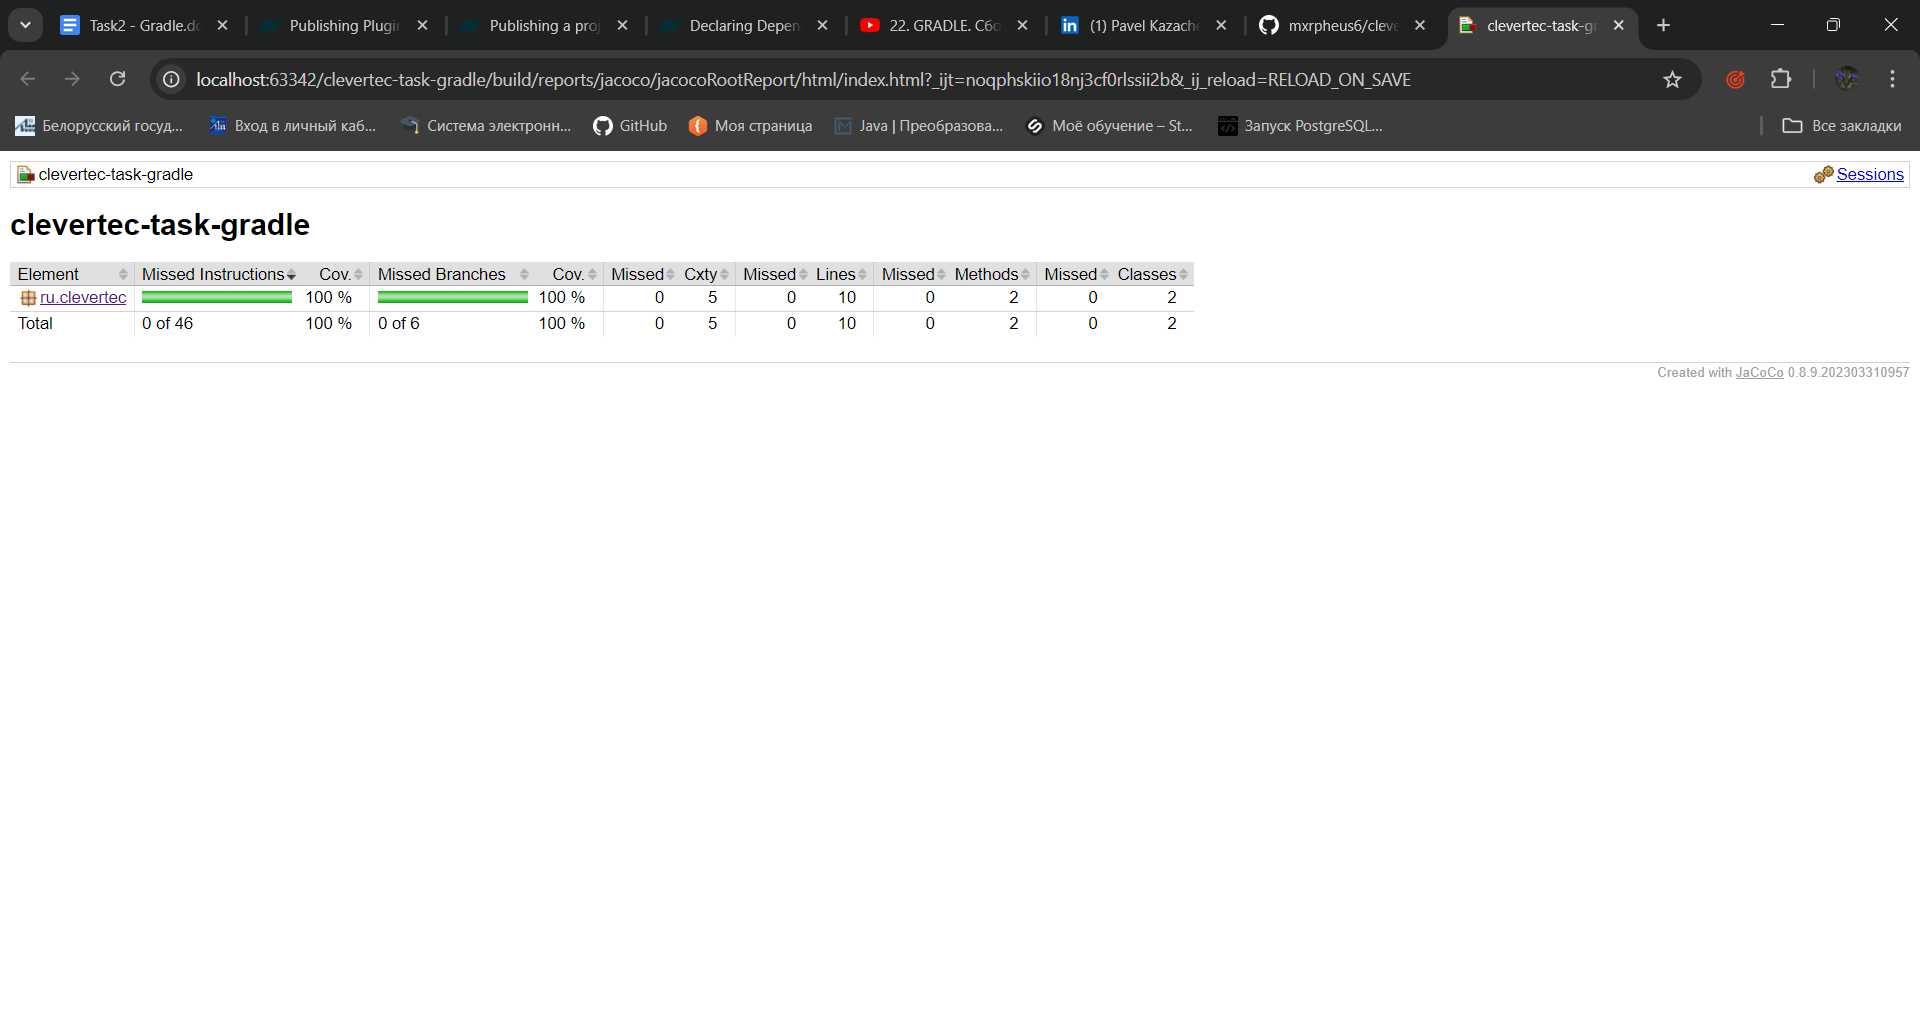 Task2 - Gradle.dc
Publishing Plugin
Publishing a proj
Declaring Depen
22. GRADLE. Сбо
(1) Pavel Kazach
mxrpheus6/cleve
clevertec-task-gr
localhost:63342/clevertec-task-gradle/build/reports/jacoco/jacocoRootReport/html/index.html?_ijt=noqphskiio18nj3cf0rlssii2b&_ij_reload=RELOAD_ON_SAVE
Белорусский госуд... Вход в личный каб... Система электронн... GitHub Моя страница Java | Преобразова... Моё обучение – St... Запуск PostgreSQL... Все закладки
clevertec-task-gradle Sessions
clevertec-task-gradle
Element Missed Instructions Cov. Missed Branches Cov. Missed Cxty Missed Lines Missed Methods Missed Classes
ru.clevertec 100 % 100 % 0 5 0 10 0 2 0 2
Total 0 of 46 100 % 0 of 6 100 % 0 5 0 10 0 2 0 2
Created with JaCoCo 0.8.9.202303310957